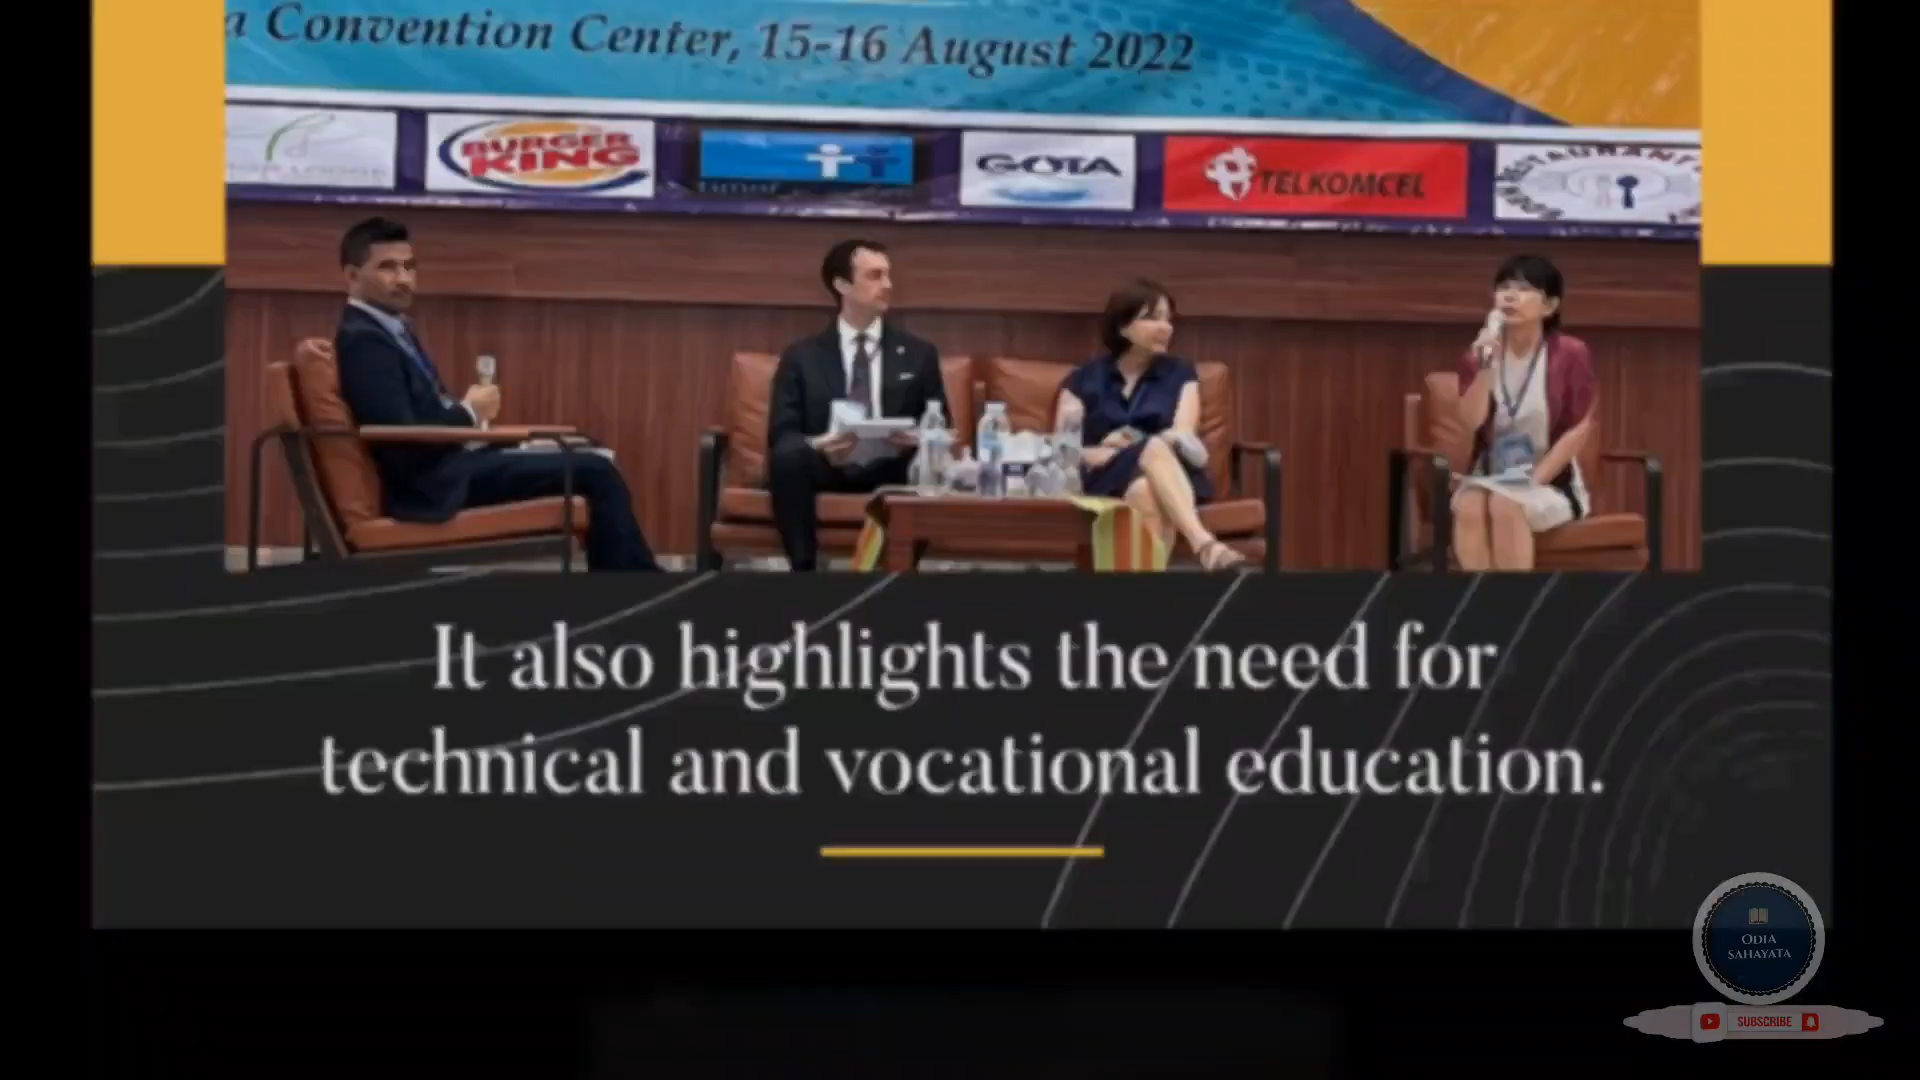 a Convention Center, 15-16 August 2022
BURGER KING
GOTA
TELKOMCEL
It also highlights the need for
technical and vocational education.
ODIA
SAHAYATA
SUBSCRIBE